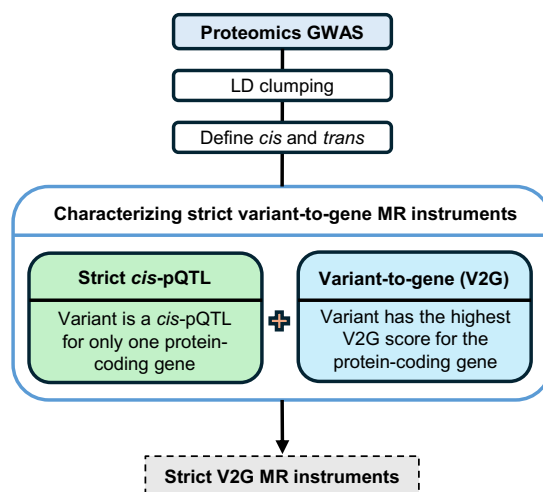 Proteomics GWAS
LD clumping
Define cis and trans
Characterizing strict variant-to-gene MR instruments
Strict cis-pQTL
Variant is a cis-pQTL
for only one protein-
coding gene
Variant-to-gene (V2G)
Variant has the highest
V2G score for the
protein-coding gene
Strict V2G MR instruments